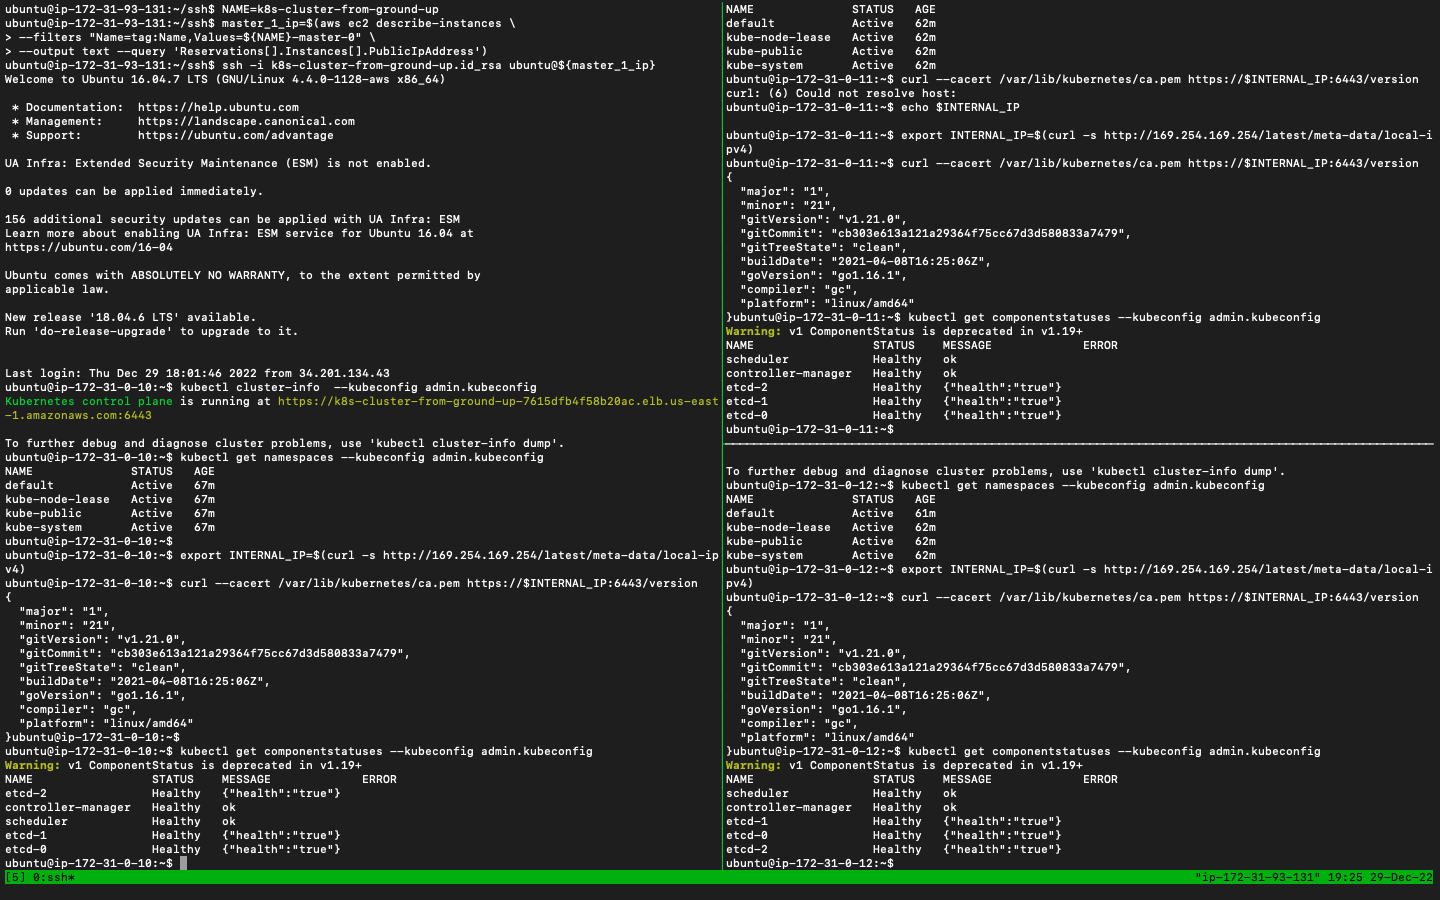 ubuntu@ip-172-31-93-131:~/ssh$ NAME=k8s-cluster-from-ground-up
ubuntu@ip-172-31-93-131:~/ssh$ master_1_ip=$(aws ec2 describe-instances \
> --filters "Name=tag:Name,Values=${NAME}-master-0" \
> --output text --query 'Reservations[].Instances[].PublicIpAddress')
ubuntu@ip-172-31-93-131:~/ssh$ ssh -i k8s-cluster-from-ground-up.id_rsa ubuntu@${master_1_ip}
Welcome to Ubuntu 16.04.7 LTS (GNU/Linux 4.4.0-1128-aws x86_64)

 * Documentation:  https://help.ubuntu.com
 * Management:     https://landscape.canonical.com
 * Support:        https://ubuntu.com/advantage

UA Infra: Extended Security Maintenance (ESM) is not enabled.

0 updates can be applied immediately.

156 additional security updates can be applied with UA Infra: ESM
Learn more about enabling UA Infra: ESM service for Ubuntu 16.04 at
https://ubuntu.com/16-04

Ubuntu comes with ABSOLUTELY NO WARRANTY, to the extent permitted by
applicable law.

New release '18.04.6 LTS' available.
Run 'do-release-upgrade' to upgrade to it.

Last login: Thu Dec 29 18:01:46 2022 from 34.201.134.43
ubuntu@ip-172-31-0-10:~$ kubectl cluster-info  --kubeconfig admin.kubeconfig
Kubernetes control plane is running at https://k8s-cluster-from-ground-up-7615dfb4f58b20ac.elb.us-east
-1.amazonaws.com:6443

To further debug and diagnose cluster problems, use 'kubectl cluster-info dump'.
ubuntu@ip-172-31-0-10:~$ kubectl get namespaces --kubeconfig admin.kubeconfig
NAME              STATUS   AGE
default           Active   67m
kube-node-lease   Active   67m
kube-public       Active   67m
kube-system       Active   67m
ubuntu@ip-172-31-0-10:~$
ubuntu@ip-172-31-0-10:~$ export INTERNAL_IP=$(curl -s http://169.254.169.254/latest/meta-data/local-ip
v4)
ubuntu@ip-172-31-0-10:~$ curl --cacert /var/lib/kubernetes/ca.pem https://$INTERNAL_IP:6443/version
{
  "major": "1",
  "minor": "21",
  "gitVersion": "v1.21.0",
  "gitCommit": "cb303e613a121a29364f75cc67d3d580833a7479",
  "gitTreeState": "clean",
  "buildDate": "2021-04-08T16:25:06Z",
  "goVersion": "go1.16.1",
  "compiler": "gc",
  "platform": "linux/amd64"
}ubuntu@ip-172-31-0-10:~$
ubuntu@ip-172-31-0-10:~$ kubectl get componentstatuses --kubeconfig admin.kubeconfig
Warning: v1 ComponentStatus is deprecated in v1.19+
NAME                 STATUS    MESSAGE             ERROR
etcd-2               Healthy   {"health":"true"}
controller-manager   Healthy   ok
scheduler            Healthy   ok
etcd-1               Healthy   {"health":"true"}
etcd-0               Healthy   {"health":"true"}
ubuntu@ip-172-31-0-10:~$
NAME              STATUS   AGE
default           Active   62m
kube-node-lease   Active   62m
kube-public       Active   62m
kube-system       Active   62m
ubuntu@ip-172-31-0-11:~$ curl --cacert /var/lib/kubernetes/ca.pem https://$INTERNAL_IP:6443/version
curl: (6) Could not resolve host:
ubuntu@ip-172-31-0-11:~$ echo $INTERNAL_IP

ubuntu@ip-172-31-0-11:~$ export INTERNAL_IP=$(curl -s http://169.254.169.254/latest/meta-data/local-i
pv4)
ubuntu@ip-172-31-0-11:~$ curl --cacert /var/lib/kubernetes/ca.pem https://$INTERNAL_IP:6443/version
{
  "major": "1",
  "minor": "21",
  "gitVersion": "v1.21.0",
  "gitCommit": "cb303e613a121a29364f75cc67d3d580833a7479",
  "gitTreeState": "clean",
  "buildDate": "2021-04-08T16:25:06Z",
  "goVersion": "go1.16.1",
  "compiler": "gc",
  "platform": "linux/amd64"
}ubuntu@ip-172-31-0-11:~$ kubectl get componentstatuses --kubeconfig admin.kubeconfig
Warning: v1 ComponentStatus is deprecated in v1.19+
NAME                 STATUS    MESSAGE             ERROR
scheduler            Healthy   ok
controller-manager   Healthy   ok
etcd-2               Healthy   {"health":"true"}
etcd-1               Healthy   {"health":"true"}
etcd-0               Healthy   {"health":"true"}
ubuntu@ip-172-31-0-11:~$

To further debug and diagnose cluster problems, use 'kubectl cluster-info dump'.
ubuntu@ip-172-31-0-12:~$ kubectl get namespaces --kubeconfig admin.kubeconfig
NAME              STATUS   AGE
default           Active   61m
kube-node-lease   Active   62m
kube-public       Active   62m
kube-system       Active   62m
ubuntu@ip-172-31-0-12:~$ export INTERNAL_IP=$(curl -s http://169.254.169.254/latest/meta-data/local-i
pv4)
ubuntu@ip-172-31-0-12:~$ curl --cacert /var/lib/kubernetes/ca.pem https://$INTERNAL_IP:6443/version
{
  "major": "1",
  "minor": "21",
  "gitVersion": "v1.21.0",
  "gitCommit": "cb303e613a121a29364f75cc67d3d580833a7479",
  "gitTreeState": "clean",
  "buildDate": "2021-04-08T16:25:06Z",
  "goVersion": "go1.16.1",
  "compiler": "gc",
  "platform": "linux/amd64"
}ubuntu@ip-172-31-0-12:~$ kubectl get componentstatuses --kubeconfig admin.kubeconfig
Warning: v1 ComponentStatus is deprecated in v1.19+
NAME                 STATUS    MESSAGE             ERROR
scheduler            Healthy   ok
controller-manager   Healthy   ok
etcd-1               Healthy   {"health":"true"}
etcd-0               Healthy   {"health":"true"}
etcd-2               Healthy   {"health":"true"}
ubuntu@ip-172-31-0-12:~$
[5] 0:ssh* "ip-172-31-93-131" 19:25 29-Dec-22